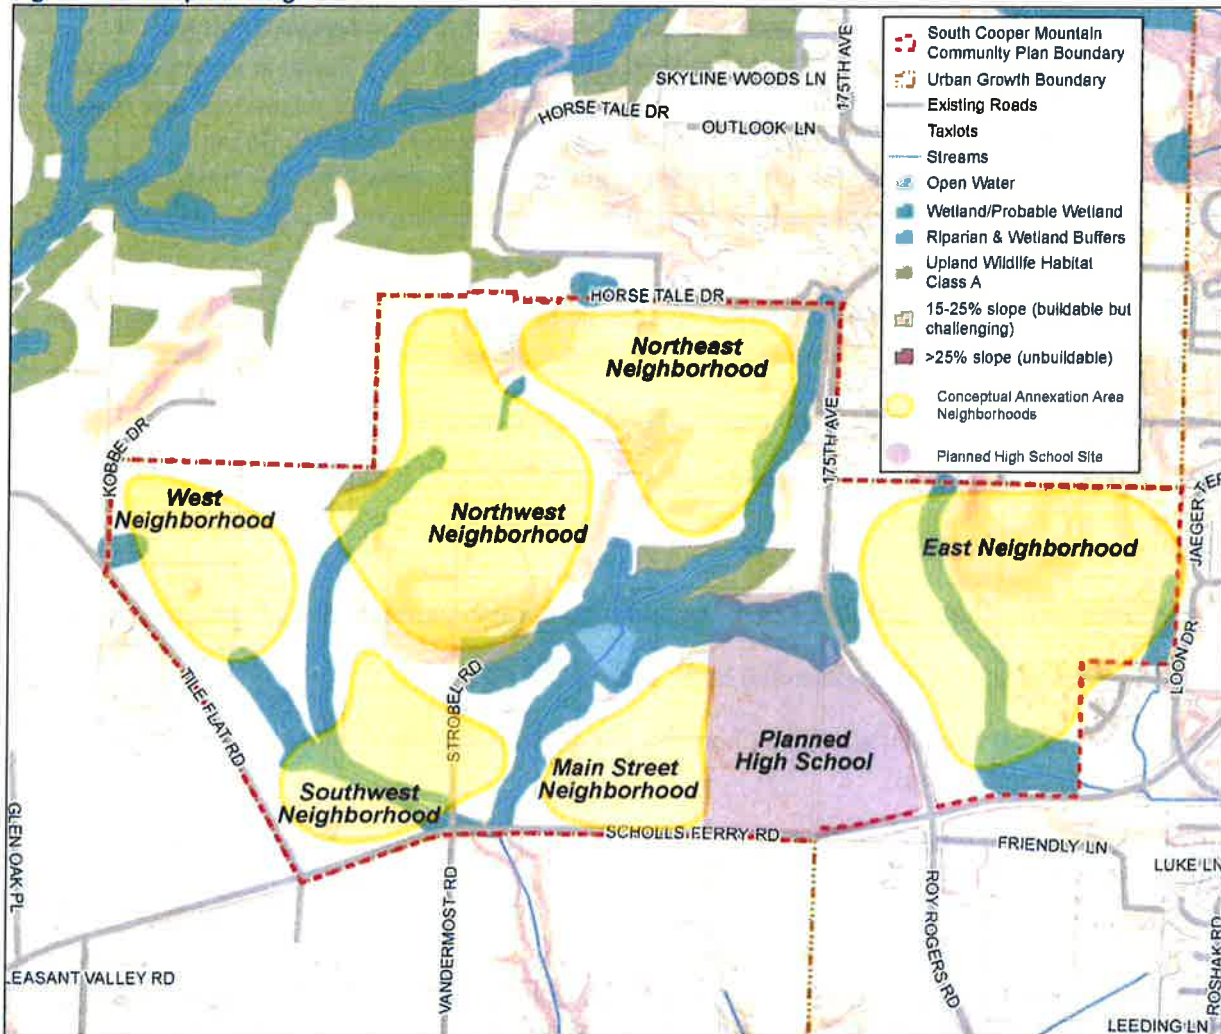 SKYLINE WOODS LN
175TH AVE
HORSE TALE DR
OUTLOOK LN
South Cooper Mountain
Community Plan Boundary
Urban Growth Boundary
Existing Roads
Taxlots
Streams
Open Water
Wetland/Probable Wetland
Riparian & Wetland Buffers
Upland Wildlife Habitat
Class A
15-25% slope (buildable but
challenging)
>25% slope (unbuildable)
Conceptual Annexation Area
Neighborhoods
Planned High School Site
HORSE TALE DR
Northeast
Neighborhood
175TH AVE
KOBBE DR
West
Neighborhood
Northwest
Neighborhood
East Neighborhood
JAEGER TER
LOON DR
TILE FLAT RD
STROBEL RD
Southwest
Neighborhood
Main Street
Neighborhood
Planned
High School
SCHOLLS FERRY RD
FRIENDLY LN
LUKE LN
GLEN OAK PL
VANDERMOST RD
ROY ROGERS RD
ROSHAK RD
LEASANT VALLEY RD
LEEDING LN